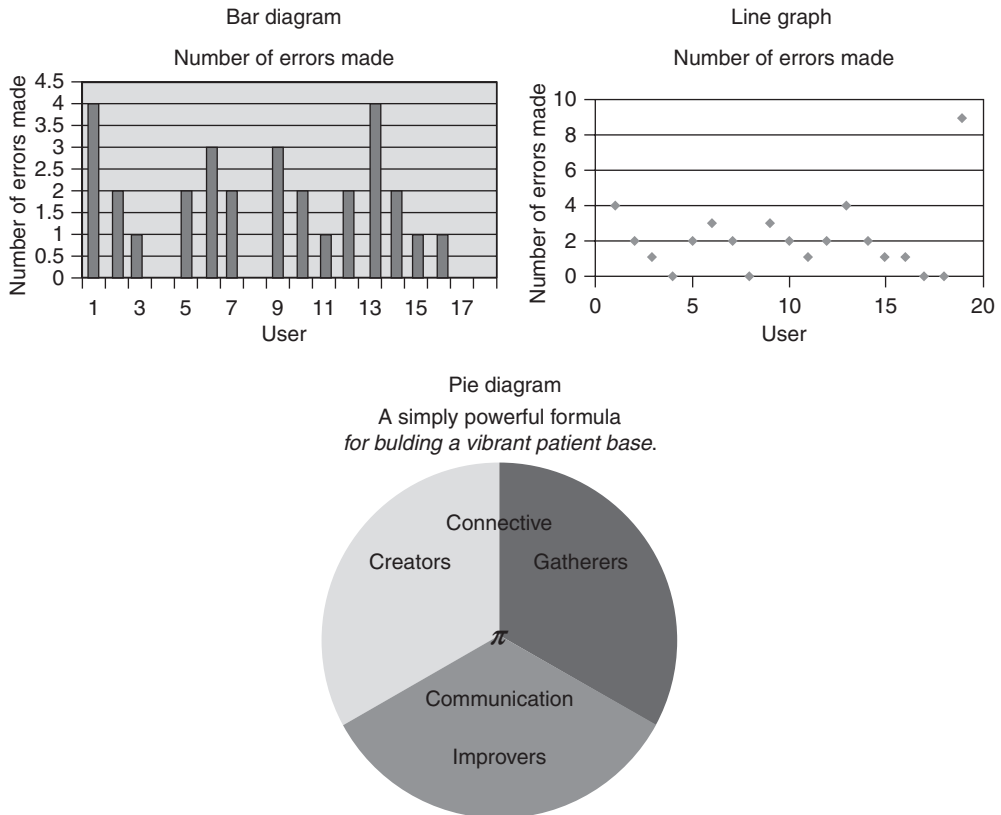 Bar diagram
Number of errors made
Number of errors made
4.5
4
3.5
3
2.5
2
1.5
1
0.5
0
1 3 5 7 9 11 13 15 17
User
Line graph
Number of errors made
Number of errors made
10
8
6
4
2
0
0 5 10 15 20
User
Pie diagram
A simply powerful formula
for bulding a vibrant patient base.
Connective
Creators
Gatherers
π
Communication
Improvers